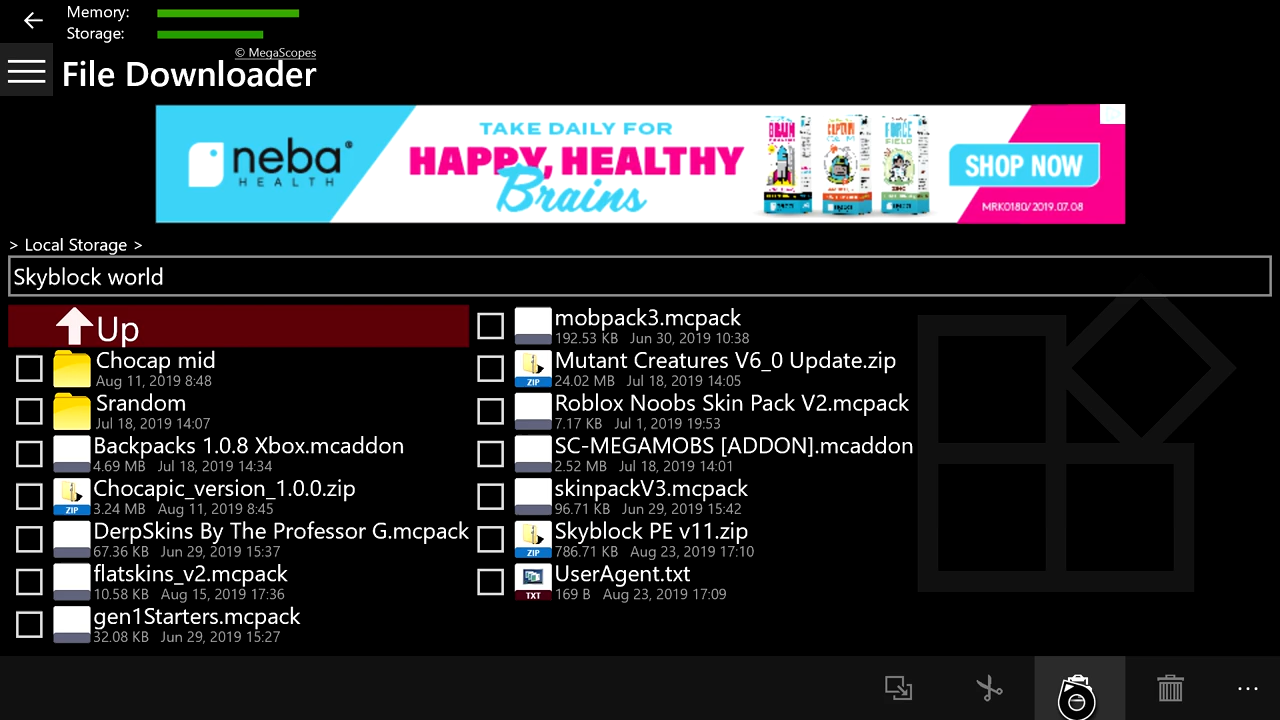 Memory:
Storage:
© MegaScopes
File Downloader
neba®
HEALTH
TAKE DAILY FOR
HAPPY, HEALTHY
Brains
SHOP NOW
MRK0180/2019.07.08
> Local Storage >
Skyblock world
Up
Chocap mid
Aug 11, 2019 8:48
Srandom
Jul 18, 2019 14:07
Backpacks 1.0.8 Xbox.mcaddon
4.69 MB Jul 18, 2019 14:34
ZIP
Chocapic_version_1.0.0.zip
3.24 MB Aug 11, 2019 8:45
DerpSkins By The Professor G.mcpack
67.36 KB Jun 29, 2019 15:37
flatskins_v2.mcpack
10.58 KB Aug 15, 2019 17:36
gen1Starters.mcpack
32.08 KB Jun 29, 2019 15:27
mobpack3.mcpack
192.53 KB Jun 30, 2019 10:38
ZIP
Mutant Creatures V6_0 Update.zip
24.02 MB Jul 18, 2019 14:05
Roblox Noobs Skin Pack V2.mcpack
7.17 KB Jul 1, 2019 19:53
SC-MEGAMOBS [ADDON].mcaddon
2.52 MB Jul 18, 2019 14:01
skinpackV3.mcpack
96.71 KB Jun 29, 2019 15:42
ZIP
Skyblock PE v11.zip
786.71 KB Aug 23, 2019 17:10
TXT
UserAgent.txt
169 B Aug 23, 2019 17:09